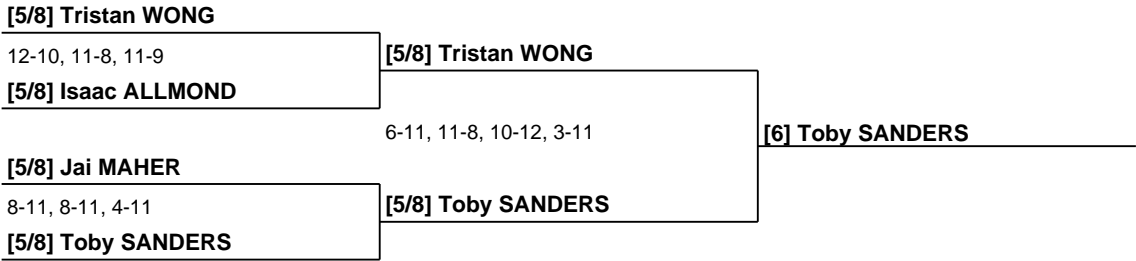 [5/8] Tristan WONG
12-10, 11-8, 11-9
[5/8] Isaac ALLMOND
[5/8] Tristan WONG
6-11, 11-8, 10-12, 3-11
[6] Toby SANDERS
[5/8] Jai MAHER
8-11, 8-11, 4-11
[5/8] Toby SANDERS
[5/8] Toby SANDERS